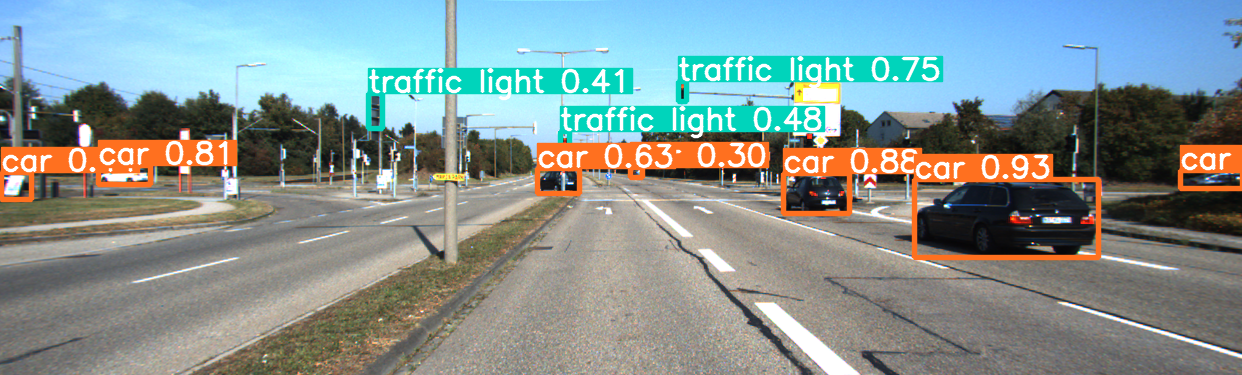 traffic light 0.41
traffic light 0.75
traffic light 0.48
car 0.
car 0.81
car 0.63
0.30
car 0.88
car 0.93
car